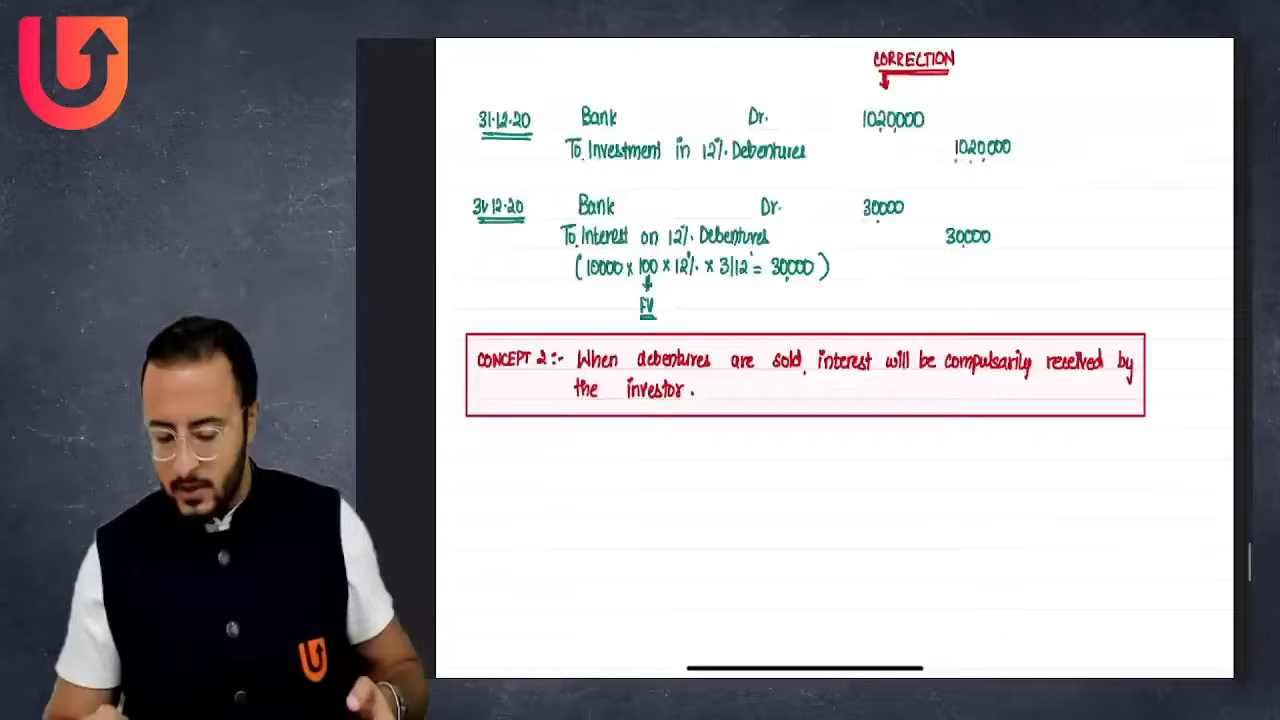 CORRECTION
31.12.20 Bank Dr. 1020000
To Investment in 12%. Debentures 1020000
31.12.20 Bank Dr. 30000
To Interest on 12%. Debentures 30000
(10000 x 100 x 12%. x 3/12 = 30,000)
FV
CONCEPT 2:- When debentures are sold, interest will be compulsarily received by
the investor.